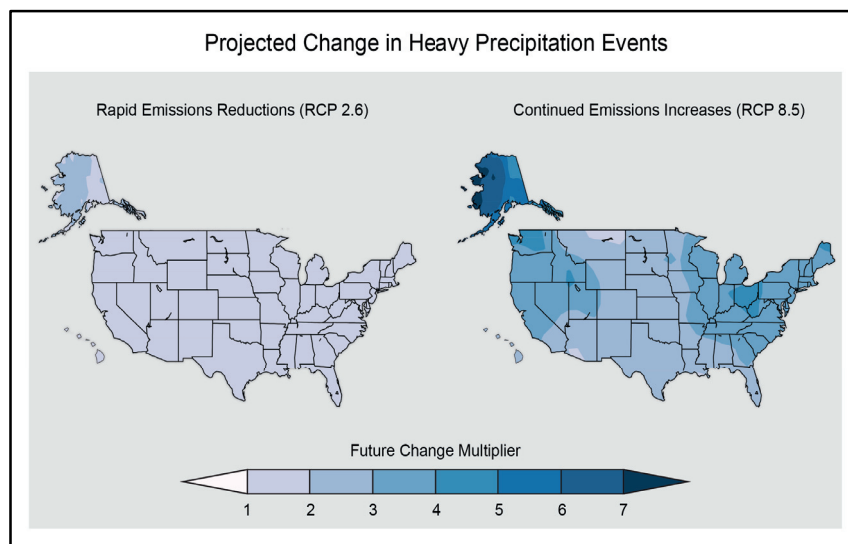 Projected Change in Heavy Precipitation Events
Rapid Emissions Reductions (RCP 2.6)
Continued Emissions Increases (RCP 8.5)
Future Change Multiplier
1 2 3 4 5 6 7